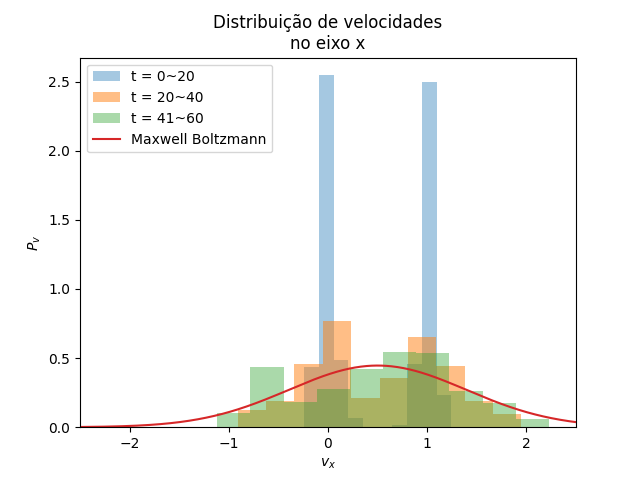 Distribuição de velocidades
no eixo x
t = 0~20
t = 20~40
t = 41~60
Maxwell Boltzmann
2.5
2.0
1.5
1.0
0.5
0.0
P_v
−2
−1
0
1
2
v_x